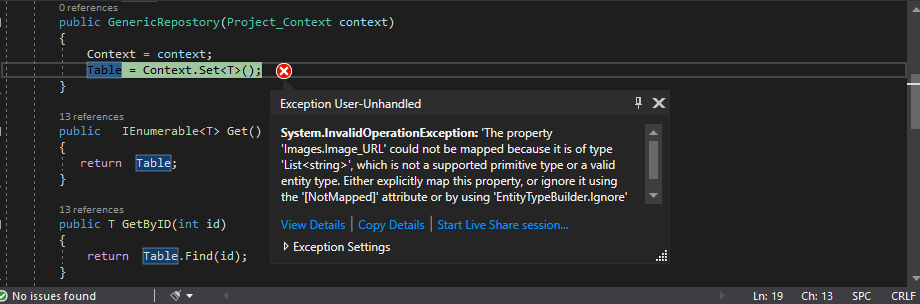 0 references
public GenericRepostory(Project_Context context)
{
Context = context;
Table = Context.Set<T>();
}
Exception User-Unhandled
System.InvalidOperationException: 'The property
'Images.Image_URL' could not be mapped because it is of type
'List<string>', which is not a supported primitive type or a valid
entity type. Either explicitly map this property, or ignore it using
the '[NotMapped]' attribute or by using 'EntityTypeBuilder.Ignore'
View Details | Copy Details | Start Live Share session...
Exception Settings
13 references
public IEnumerable<T> Get()
{
return Table;
}
13 references
public T GetByID(int id)
{
return Table.Find(id);
}
No issues found
Ln: 19 Ch: 13 SPC CRLF